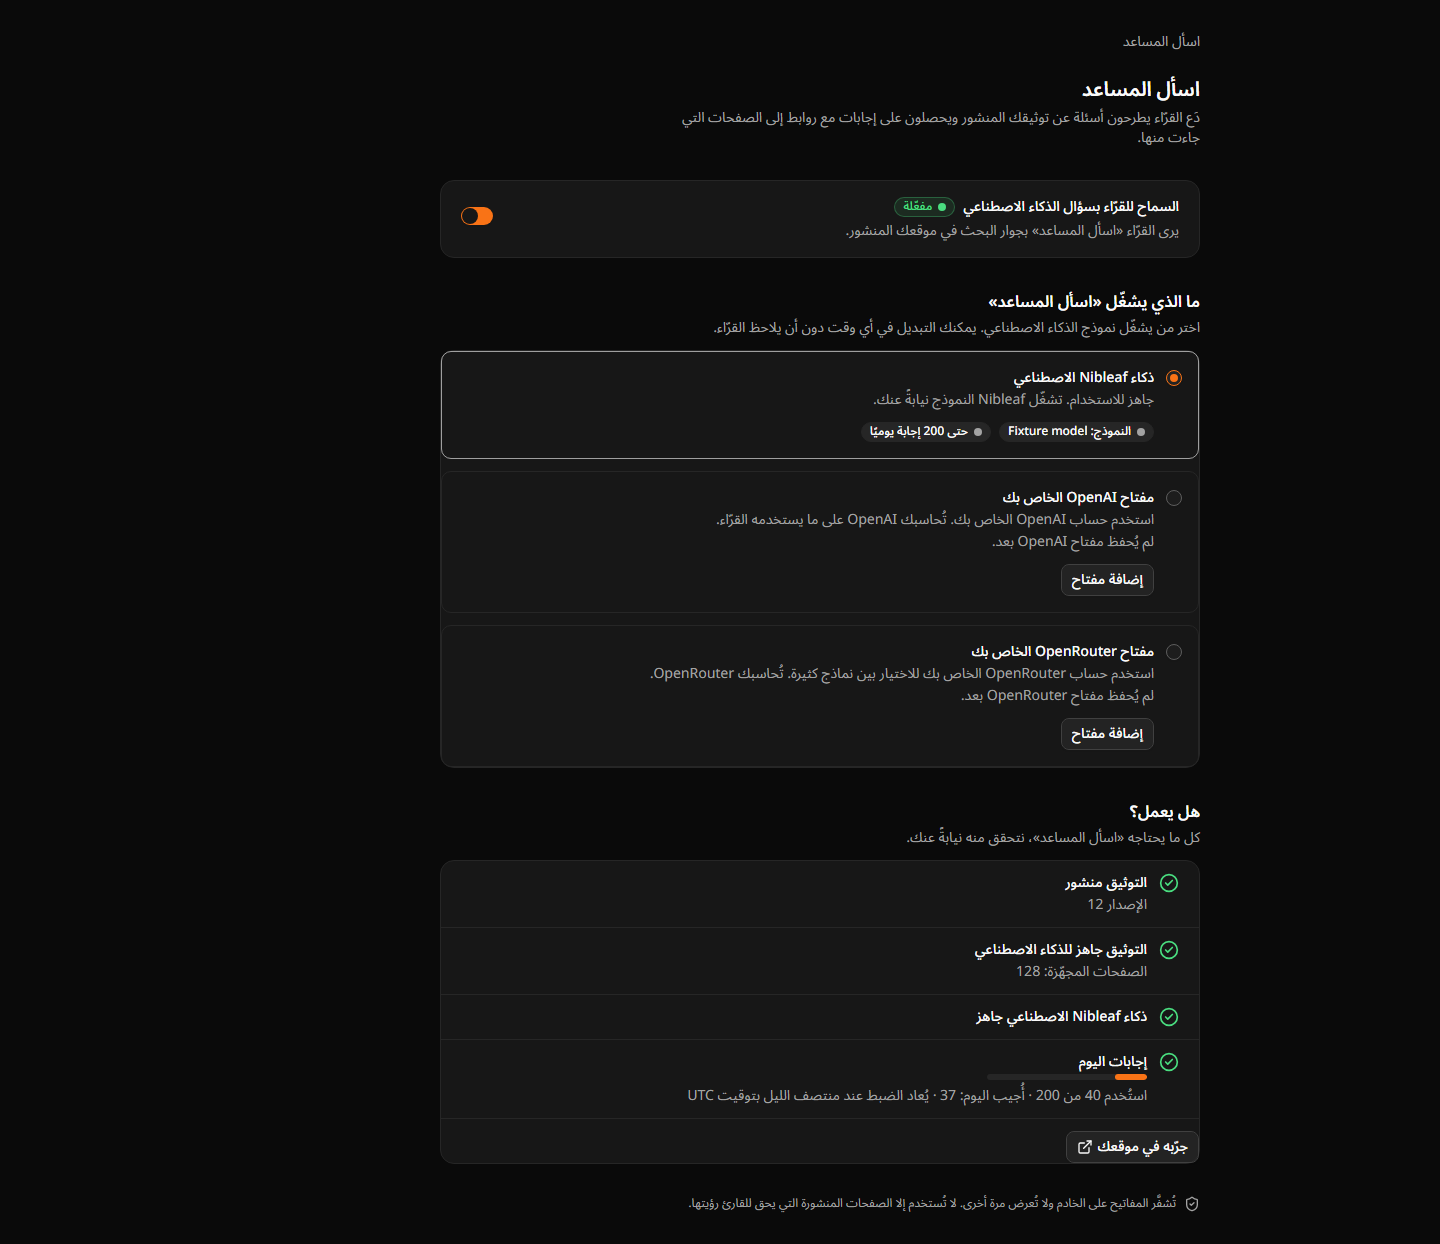 اسأل المساعد
اسأل المساعد
دَع القرّاء يطرحون أسئلة عن توثيقك المنشور ويحصلون على إجابات مع روابط إلى الصفحات التي
جاءت منها.
السماح للقرّاء بسؤال الذكاء الاصطناعي مفعّلة
يرى القرّاء «اسأل المساعد» بجوار البحث في موقعك المنشور.
ما الذي يشغّل «اسأل المساعد»
اختر من يشغّل نموذج الذكاء الاصطناعي. يمكنك التبديل في أي وقت دون أن يلاحظ القرّاء.
ذكاء Nibleaf الاصطناعي
جاهز للاستخدام. تشغّل Nibleaf النموذج نيابةً عنك.
النموذج: Fixture model حتى 200 إجابة يوميًا
مفتاح OpenAI الخاص بك
استخدم حساب OpenAI الخاص بك. تُحاسبك OpenAI على ما يستخدمه القرّاء.
لم يُحفظ مفتاح OpenAI بعد.
إضافة مفتاح
مفتاح OpenRouter الخاص بك
استخدم حساب OpenRouter الخاص بك للاختيار بين نماذج كثيرة. تُحاسبك OpenRouter.
لم يُحفظ مفتاح OpenRouter بعد.
إضافة مفتاح
هل يعمل؟
كل ما يحتاجه «اسأل المساعد»، نتحقق منه نيابةً عنك.
التوثيق منشور
الإصدار 12
التوثيق جاهز للذكاء الاصطناعي
الصفحات المجهّزة: 128
ذكاء Nibleaf الاصطناعي جاهز
إجابات اليوم
استُخدم 40 من 200 · أُجيب اليوم: 37 · يُعاد الضبط عند منتصف الليل بتوقيت UTC
جرّبه في موقعك
تُشفَّر المفاتيح على الخادم ولا تُعرض مرة أخرى. لا تُستخدم إلا الصفحات المنشورة التي يحق للقارئ رؤيتها.